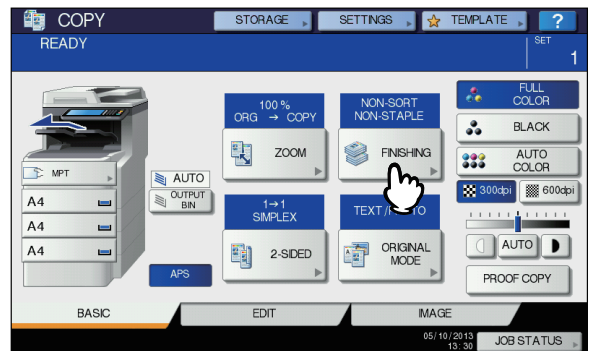 COPY
STORAGE
SETTINGS
TEMPLATE
?
READY
SET
1
100 %
ORG → COPY
ZOOM
NON-SORT
NON-STAPLE
FINISHING
FULL
COLOR
BLACK
AUTO
COLOR
300dpi
600dpi
MPT
A4
A4
A4
AUTO
OUTPUT
BIN
APS
1→1
SIMPLEX
2-SIDED
ORIGINAL
MODE
AUTO
PROOF COPY
BASIC
EDIT
IMAGE
05/10/2013
13:30
JOB STATUS